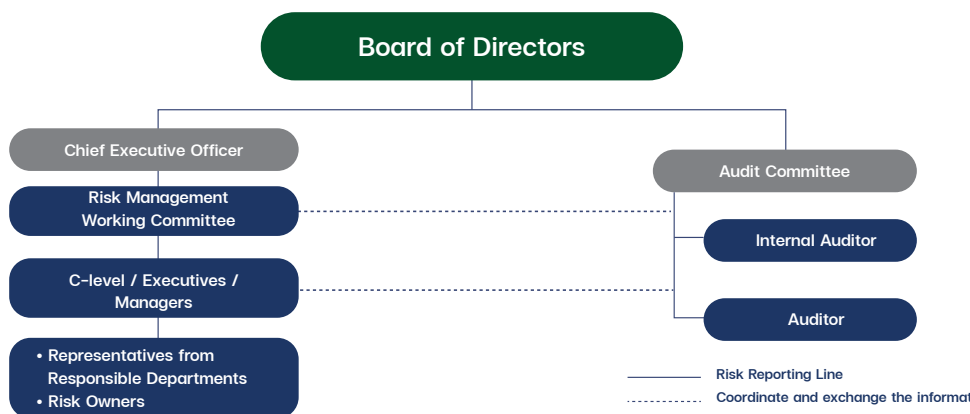 Board of Directors
Chief Executive Officer
Audit Committee
Risk Management
Working Committee
Internal Auditor
C-level / Executives /
Managers
Auditor
• Representatives from
Responsible Departments
• Risk Owners
Risk Reporting Line
Coordinate and exchange the